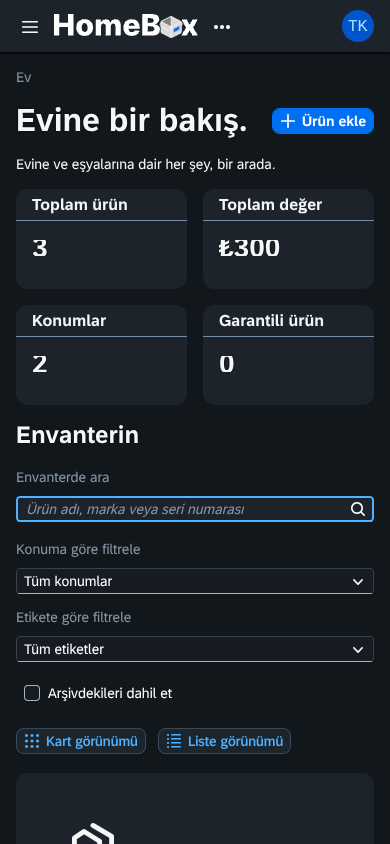 HomeBox
TK
Ev
Evine bir bakış.
Ürün ekle
Evine ve eşyalarına dair her şey, bir arada.
Toplam ürün
3
Toplam değer
₺300
Konumlar
2
Garantili ürün
0
Envanterin
Envanterde ara
Ürün adı, marka veya seri numarası
Konuma göre filtrele
Tüm konumlar
Etikete göre filtrele
Tüm etiketler
Arşivdekileri dahil et
Kart görünümü
Liste görünümü